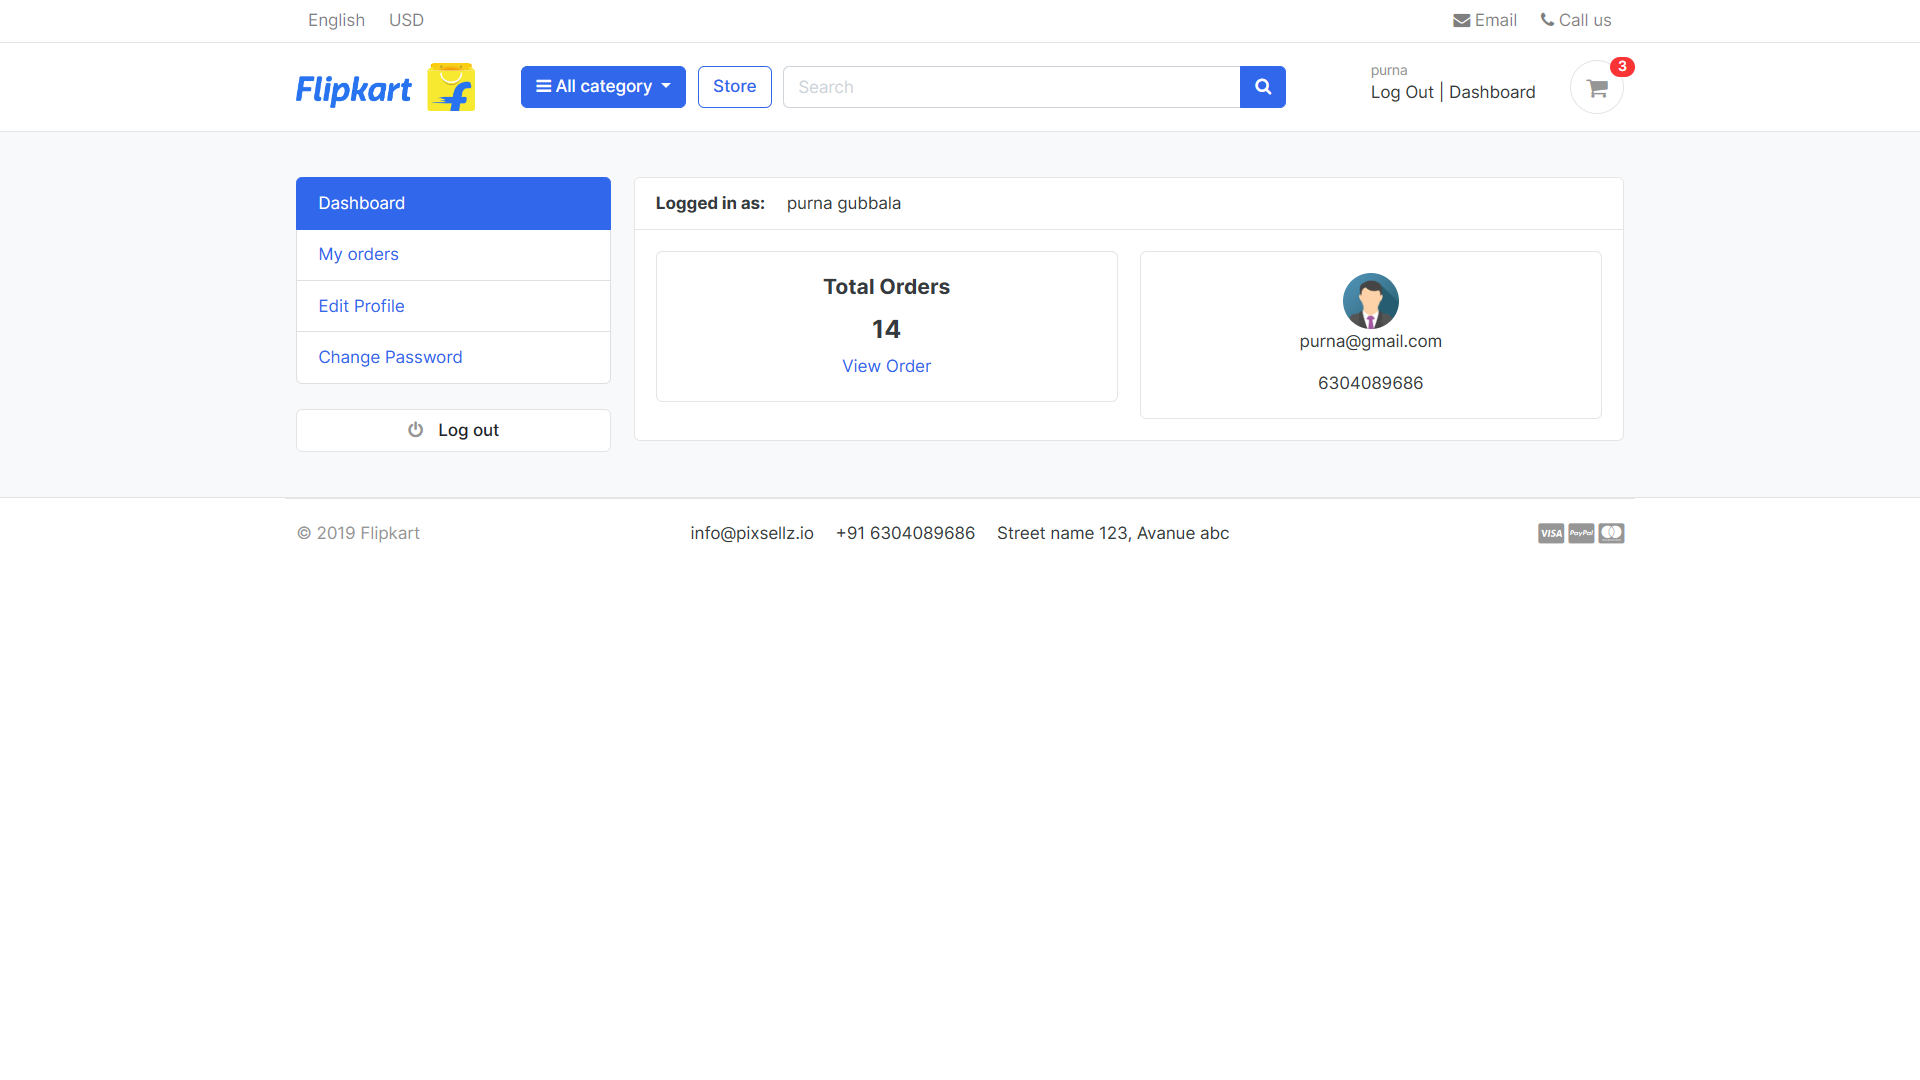 English USD Email Call us
Flipkart All category Store Search purna 3
Log Out | Dashboard
Dashboard
My orders
Edit Profile
Change Password
Log out
Logged in as: purna gubbala
Total Orders
14
View Order
purna@gmail.com
6304089686
© 2019 Flipkart info@pixsellz.io +91 6304089686 Street name 123, Avanue abc VISA PayPal